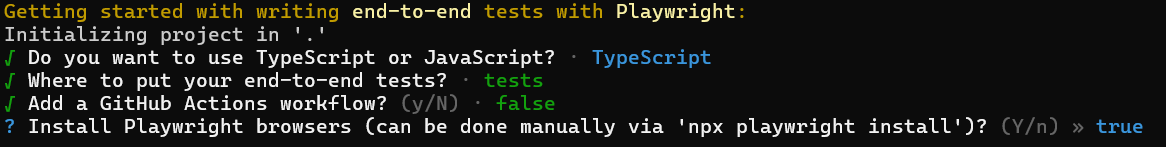 Getting started with writing end-to-end tests with Playwright:
Initializing project in '.'
√ Do you want to use TypeScript or JavaScript? · TypeScript
√ Where to put your end-to-end tests? · tests
√ Add a GitHub Actions workflow? (y/N) · false
? Install Playwright browsers (can be done manually via 'npx playwright install')? (Y/n) » true